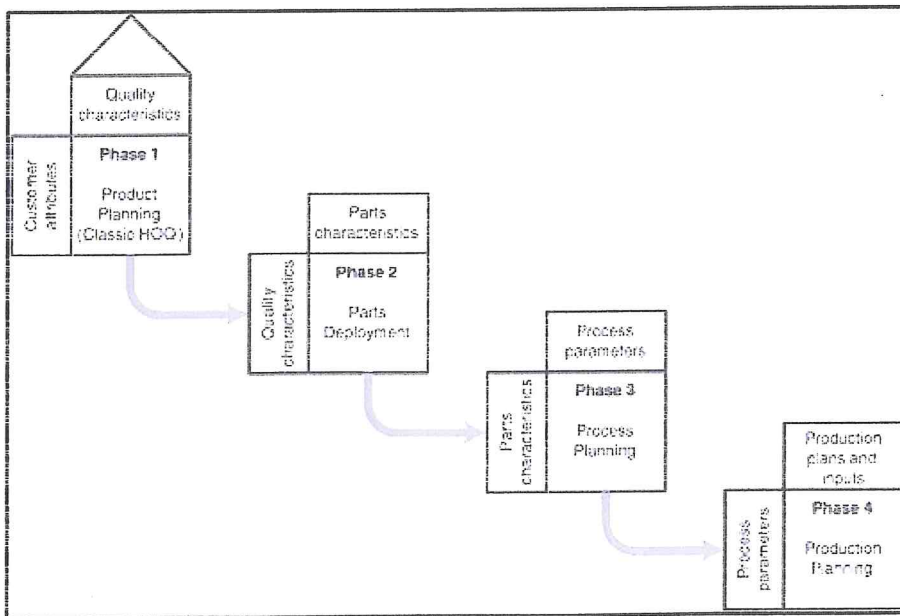 Quality
characteristics
Customer
attributes
Phase 1
Product
Planning
(Classic HOQ)
Parts
characteristics
Quality
characteristics
Phase 2
Parts
Deployment
Process
parameters
Parts
characteristics
Phase 3
Process
Planning
Production
plans and
inputs
Process
parameters
Phase 4
Production
Planning